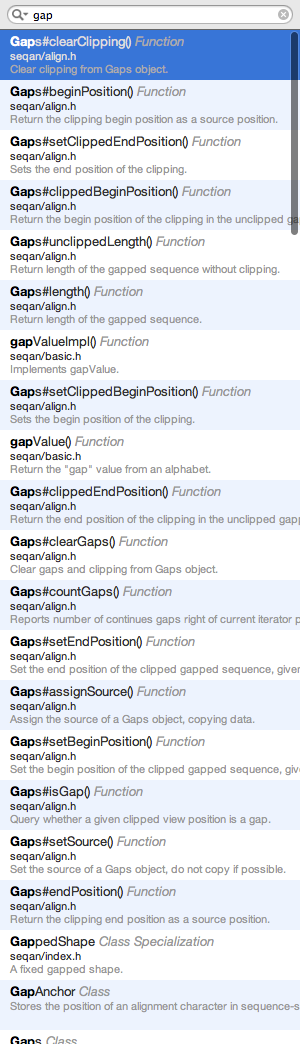 gap
Gaps#clearClipping() Function
seqan/align.h
Clear clipping from Gaps object.
Gaps#beginPosition() Function
seqan/align.h
Return the clipping begin position as a source position.
Gaps#setClippedEndPosition() Function
seqan/align.h
Sets the end position of the clipping.
Gaps#clippedBeginPosition() Function
seqan/align.h
Return the begin position of the clipping in the unclipped ga
Gaps#unclippedLength() Function
seqan/align.h
Return length of the gapped sequence without clipping.
Gaps#length() Function
seqan/align.h
Return length of the gapped sequence.
gapValueImpl() Function
seqan/basic.h
Implements gapValue.
Gaps#setClippedBeginPosition() Function
seqan/align.h
Sets the begin position of the clipping.
gapValue() Function
seqan/basic.h
Return the "gap" value from an alphabet.
Gaps#clippedEndPosition() Function
seqan/align.h
Return the end position of the clipping in the unclipped gapp
Gaps#clearGaps() Function
seqan/align.h
Clear gaps and clipping from Gaps object.
Gaps#countGaps() Function
seqan/align.h
Reports number of continues gaps right of current iterator p
Gaps#setEndPosition() Function
seqan/align.h
Set the end position of the clipped gapped sequence, given
Gaps#assignSource() Function
seqan/align.h
Assign the source of a Gaps object, copying data.
Gaps#setBeginPosition() Function
seqan/align.h
Set the begin position of the clipped gapped sequence, giv
Gaps#isGap() Function
seqan/align.h
Query whether a given clipped view position is a gap.
Gaps#setSource() Function
seqan/align.h
Set the source of a Gaps object, do not copy if possible.
Gaps#endPosition() Function
seqan/align.h
Return the clipping end position as a source position.
GappedShape Class Specialization
seqan/index.h
A fixed gapped shape.
GapAnchor Class
Stores the position of an alignment character in sequence-s
Gaps Class